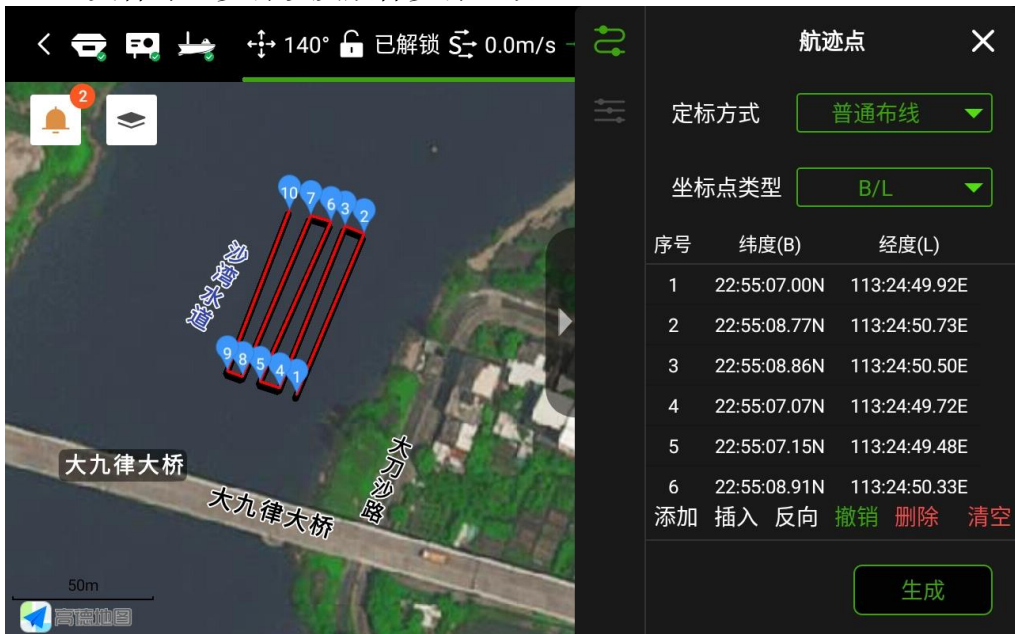 140° 已解锁 0.0m/s
2
10 7 6 3 2
沙湾水道
9 8 5 4 1
大九律大桥
大九律大桥
大刀沙路
50m
高德地图
航迹点
定标方式 普通布线
坐标点类型 B/L
序号 纬度(B) 经度(L)
1 22:55:07.00N 113:24:49.92E
2 22:55:08.77N 113:24:50.73E
3 22:55:08.86N 113:24:50.50E
4 22:55:07.07N 113:24:49.72E
5 22:55:07.15N 113:24:49.48E
6 22:55:08.91N 113:24:50.33E
添加 插入 反向 撤销 删除 清空
生成